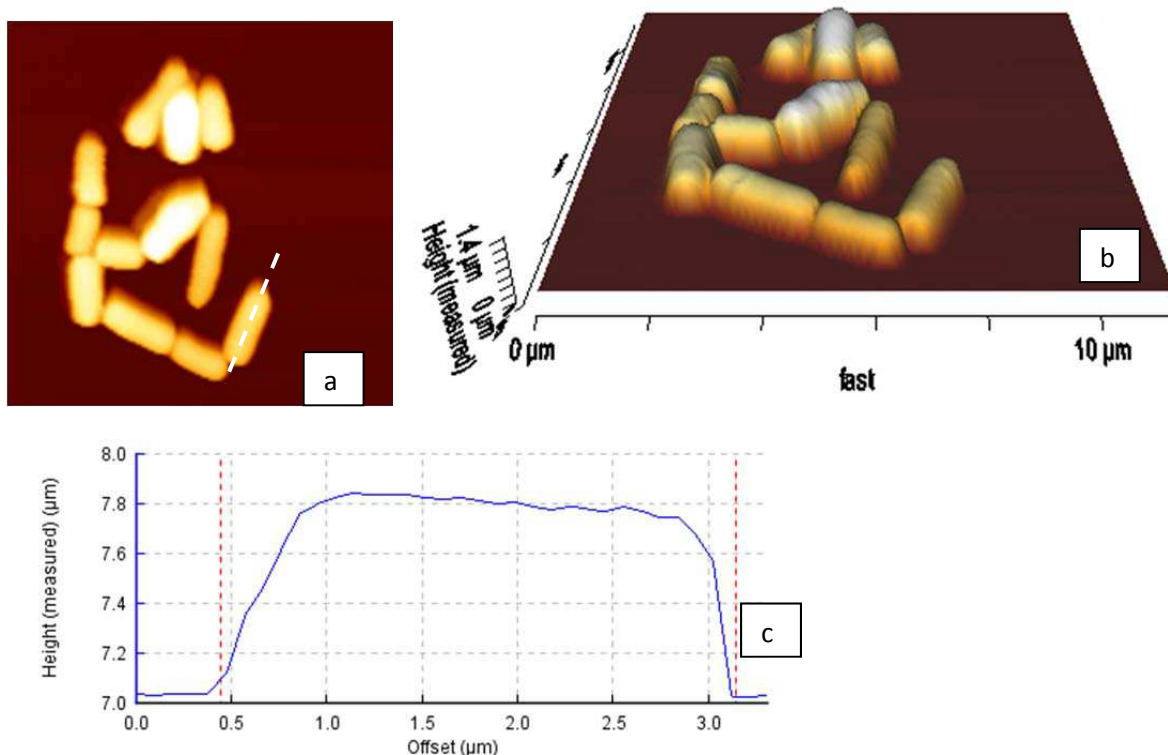 a
b
1.4 µm
0 µm
Height (measured)
0 µm
10 µm
fast
8.0
7.8
7.6
7.4
7.2
7.0
Height (measured) (µm)
0.0 0.5 1.0 1.5 2.0 2.5 3.0
Offset (µm)
c